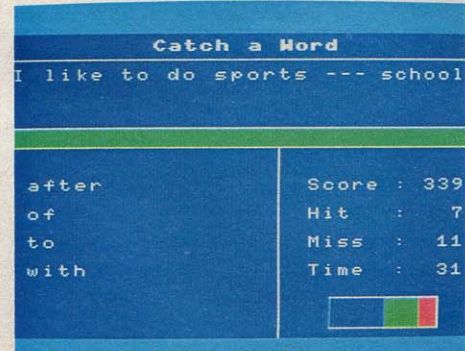 Catch a Word
I like to do sports --- school
after
of
to
with
Score : 339
Hit : 7
Miss : 11
Time : 31